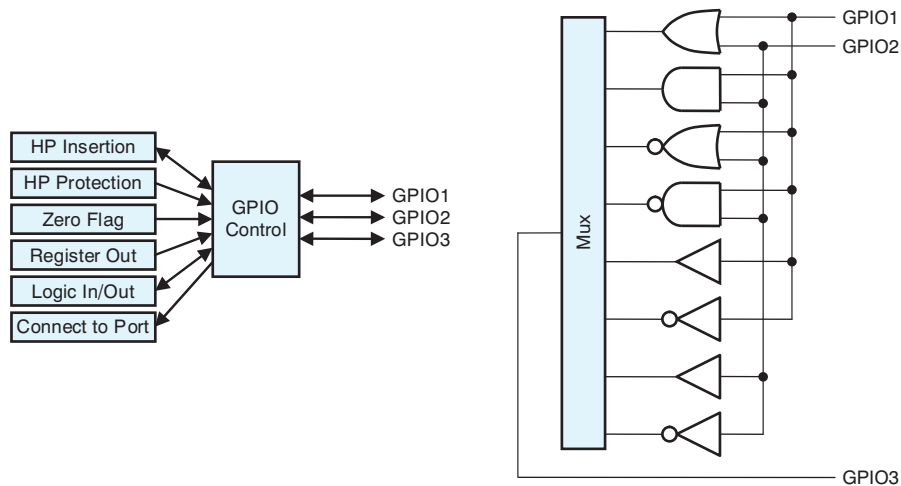 HP Insertion
HP Protection
Zero Flag
Register Out
Logic In/Out
Connect to Port
GPIO
Control
GPIO1
GPIO2
GPIO3
Mux
GPIO1
GPIO2
GPIO3